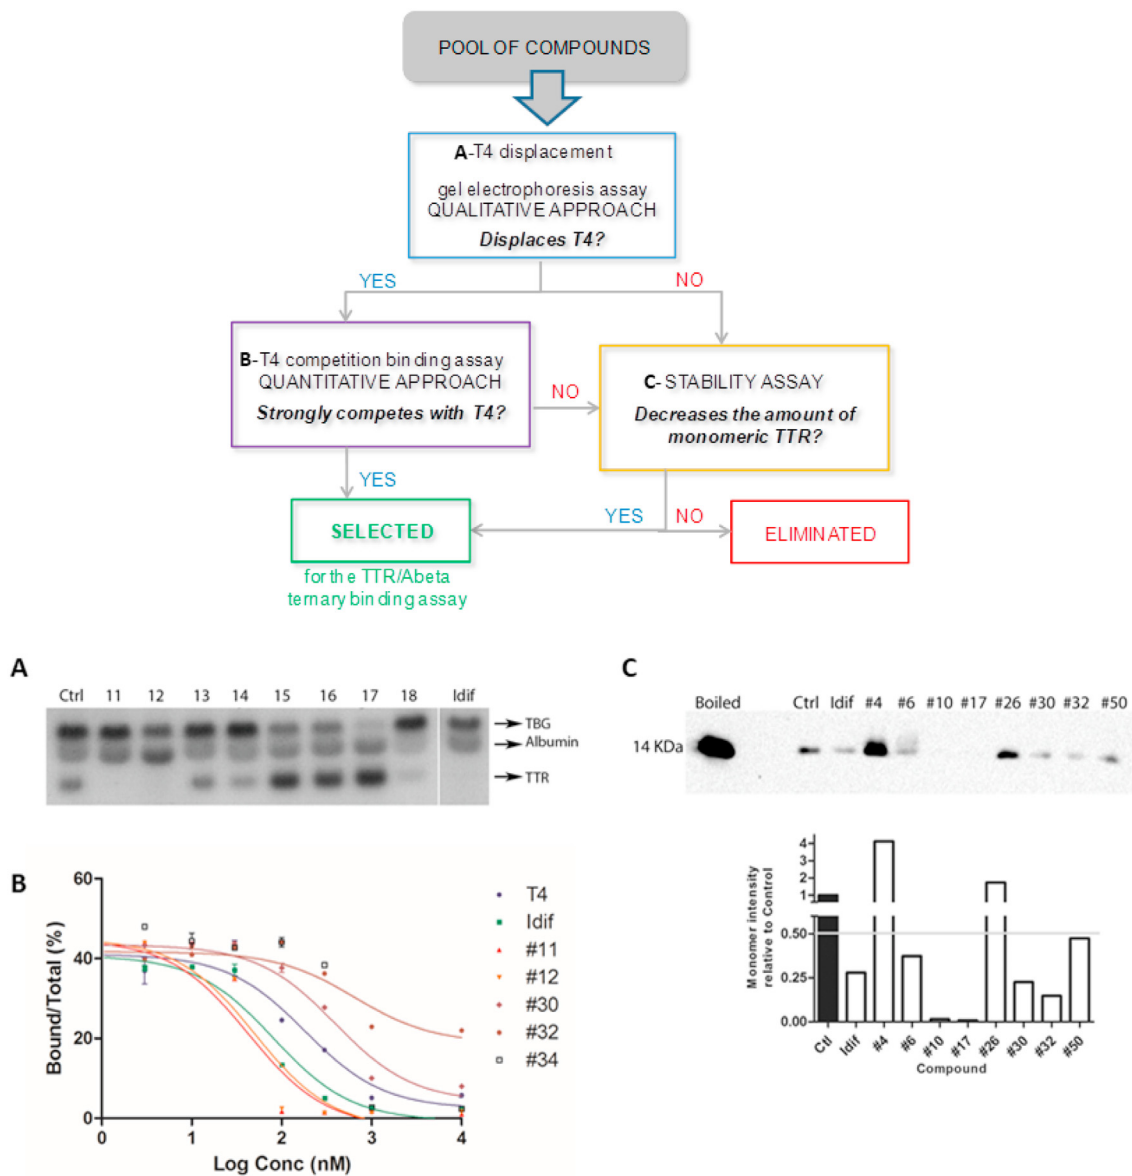 POOL OF COMPOUNDS
A-T4 displacement
gel electrophoresis assay
QUALITATIVE APPROACH
Displaces T4?
YES
NO
B-T4 competition binding assay
QUANTITATIVE APPROACH
Strongly competes with T4?
NO
C- STABILITY ASSAY
Decreases the amount of
monomeric TTR?
YES
SELECTED
for the TTR/Abeta
ternary binding assay
YES
NO
ELIMINATED
A
Ctrl 11 12 13 14 15 16 17 18 Idif
TBG
Albumin
TTR
B
60
40
20
0
Bound/Total (%)
0 1 2 3 4
Log Conc (nM)
T4
Idif
#11
#12
#30
#32
#34
C
Boiled Ctrl Idif #4 #6 #10 #17 #26 #30 #32 #50
14 KDa
Monomer intensity
relative to Control
4
3
2
1
0.50
0.25
0.00
Ctl Idif #4 #6 #10 #17 #26 #30 #32 #50
Compound